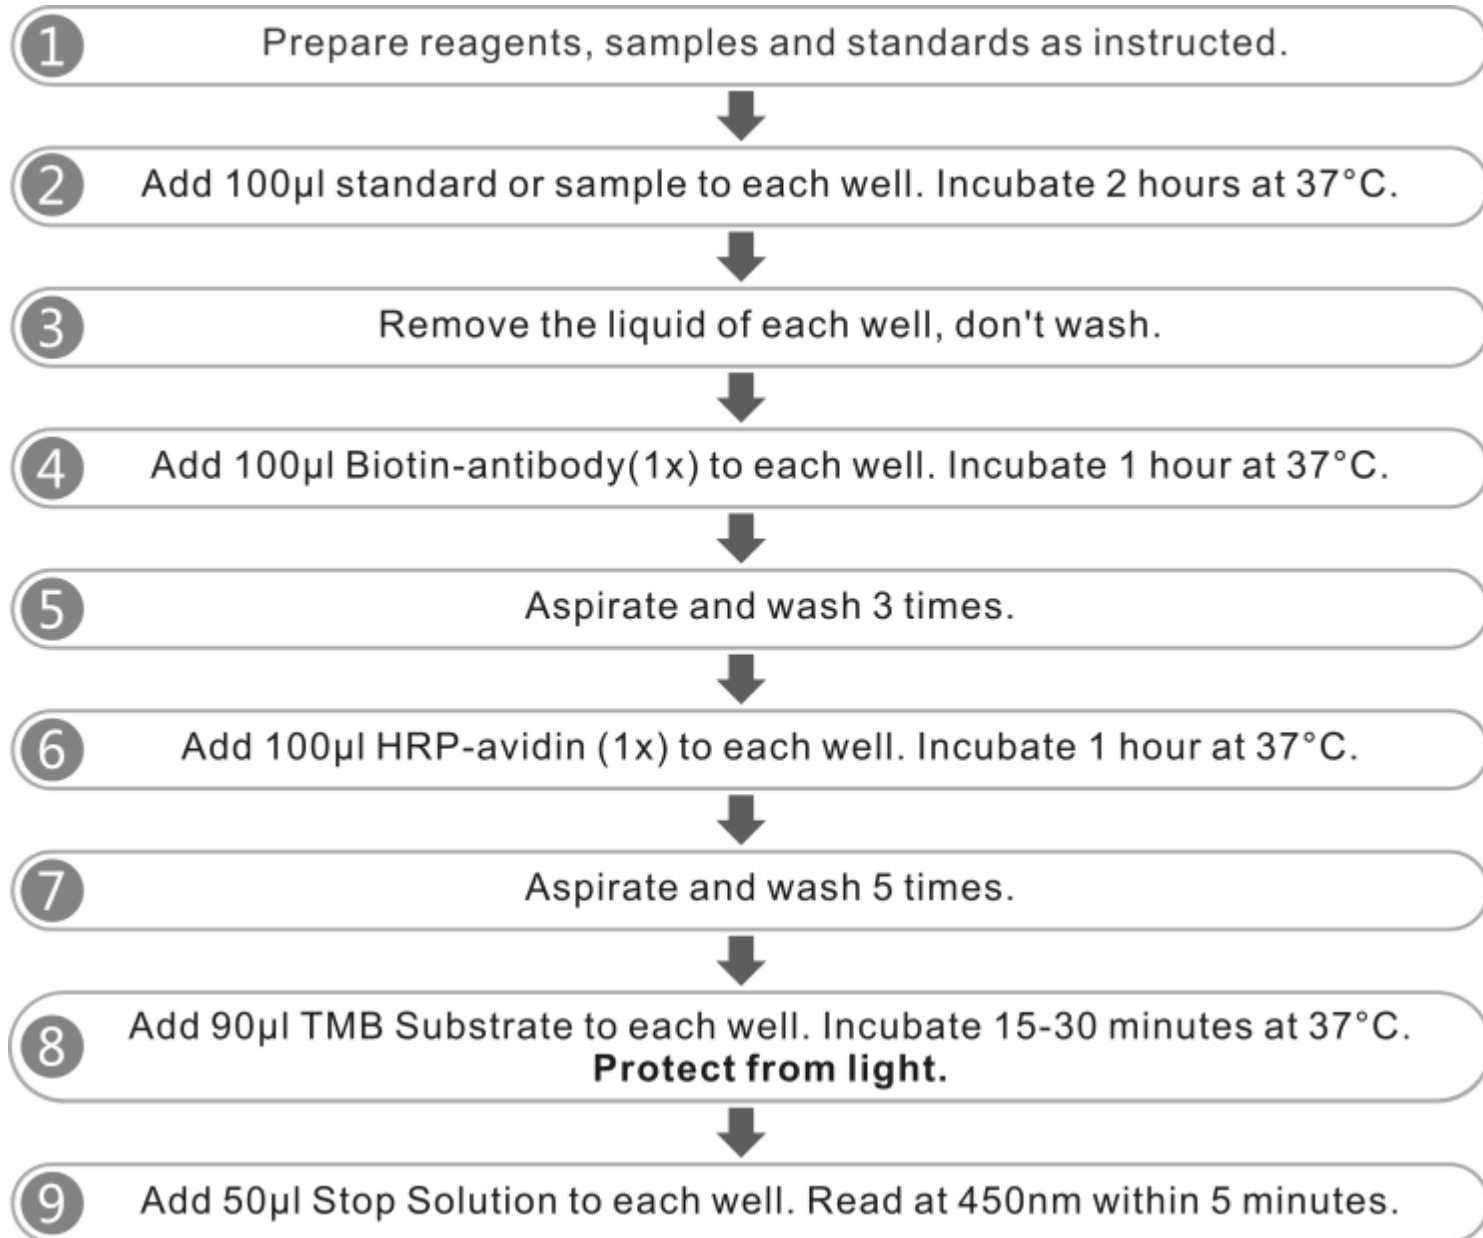 1 Prepare reagents, samples and standards as instructed.
2 Add 100μl standard or sample to each well. Incubate 2 hours at 37°C.
3 Remove the liquid of each well, don't wash.
4 Add 100μl Biotin-antibody(1x) to each well. Incubate 1 hour at 37°C.
5 Aspirate and wash 3 times.
6 Add 100μl HRP-avidin (1x) to each well. Incubate 1 hour at 37°C.
7 Aspirate and wash 5 times.
8 Add 90μl TMB Substrate to each well. Incubate 15-30 minutes at 37°C.
Protect from light.
9 Add 50μl Stop Solution to each well. Read at 450nm within 5 minutes.